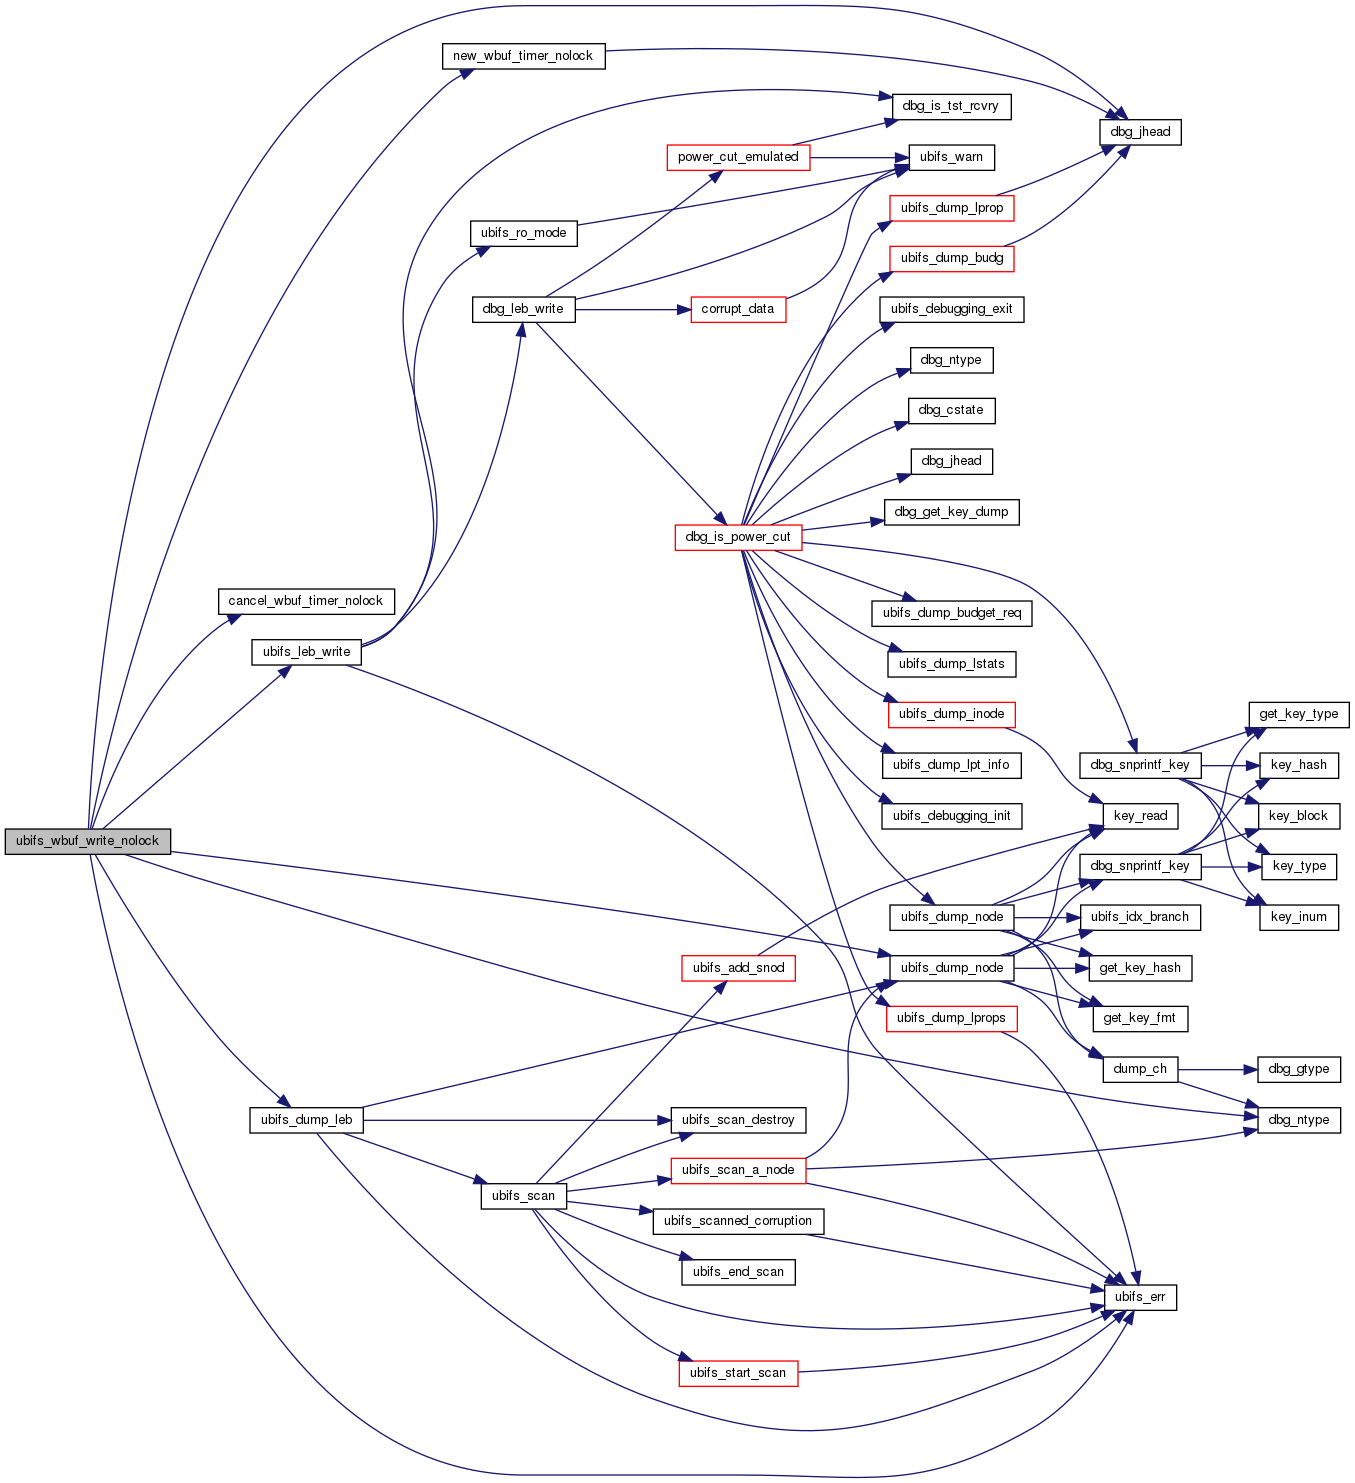 new_wbuf_timer_nolock
dbg_is_tst_rcvry
dbg_jhead
power_cut_emulated
ubifs_warn
ubifs_dump_lprop
ubifs_ro_mode
ubifs_dump_budg
dbg_leb_write
corrupt_data
ubifs_debugging_exit
dbg_ntype
dbg_cstate
dbg_jhead
dbg_get_key_dump
dbg_is_power_cut
cancel_wbuf_timer_nolock
ubifs_dump_budget_req
ubifs_leb_write
ubifs_dump_lstats
ubifs_dump_inode
get_key_type
ubifs_dump_lpt_info
dbg_snprintf_key
key_hash
ubifs_debugging_init
key_read
key_block
ubifs_wbuf_write_nolock
dbg_snprintf_key
key_type
ubifs_dump_node
ubifs_idx_branch
key_inum
ubifs_add_snod
ubifs_dump_node
get_key_hash
ubifs_dump_lprops
get_key_fmt
dump_ch
dbg_gtype
ubifs_dump_leb
ubifs_scan_destroy
dbg_ntype
ubifs_scan_a_node
ubifs_scan
ubifs_scanned_corruption
ubifs_end_scan
ubifs_err
ubifs_start_scan